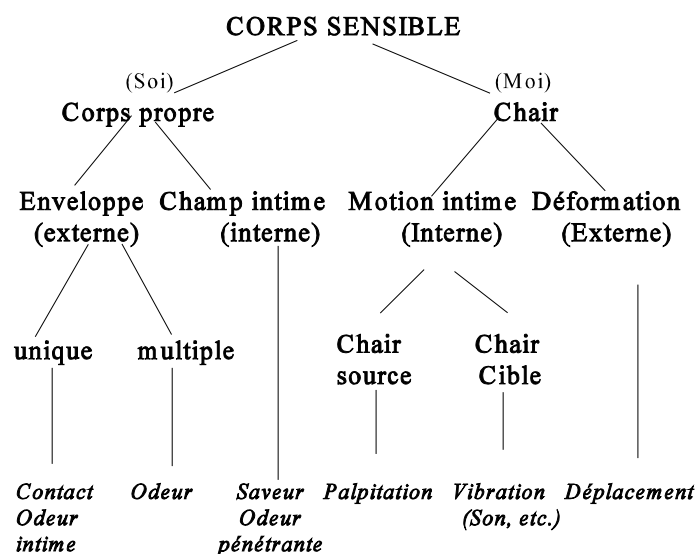 CORPS SENSIBLE
(Soi) (Moi)
Corps propre Chair
Enveloppe Champ intime Motion intime Déformation
(externe) (interne) (Interne) (Externe)
unique multiple Chair Chair
source Cible
Contact Odeur Saveur Palpitation Vibration Déplacement
Odeur Odeur (Son, etc.)
intime pénétrante